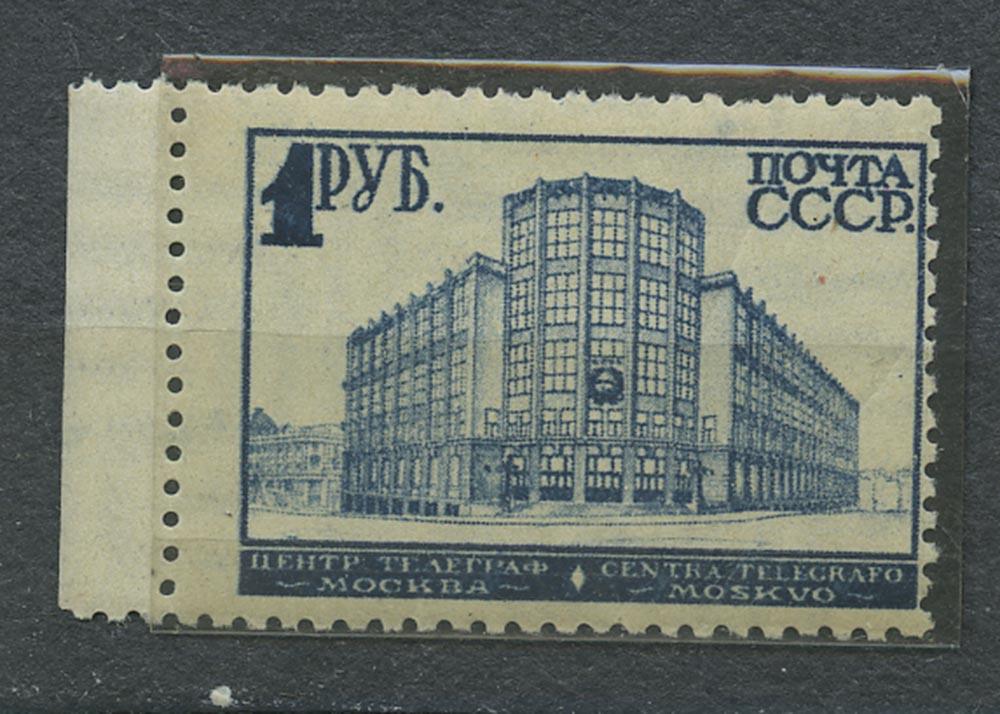 1 РУБ.
ПОЧТА
СССР.
ЦЕНТР. ТЕЛЕГРАФ
МОСКВА
CENTRA TELEGRAFO
MOSKVO